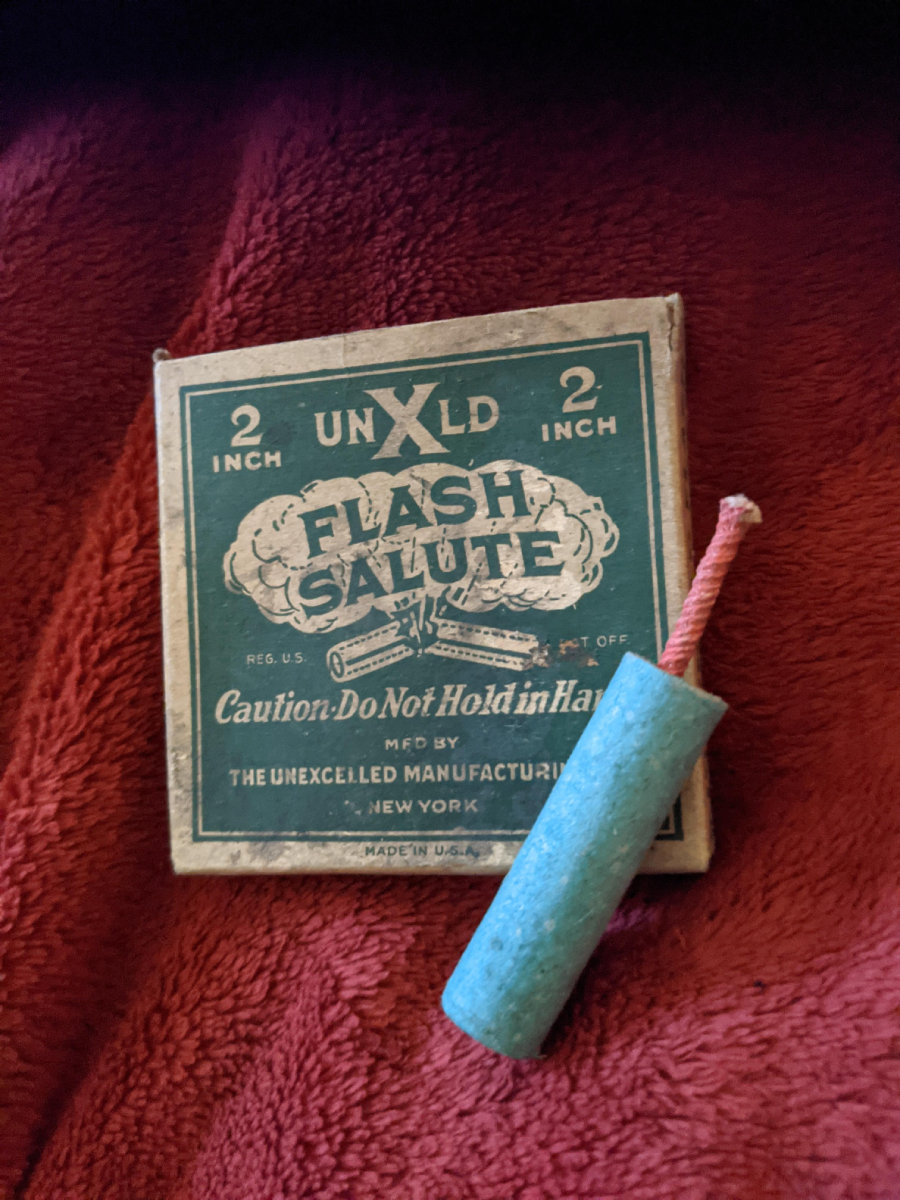 2 2
INCH UNXLD INCH
FLASH
SALUTE
REG. U.S. OFF.
Caution-Do Not Hold in
MFD BY
THE UNEXCELLED
NEW YORK
MADE IN U.S.A.